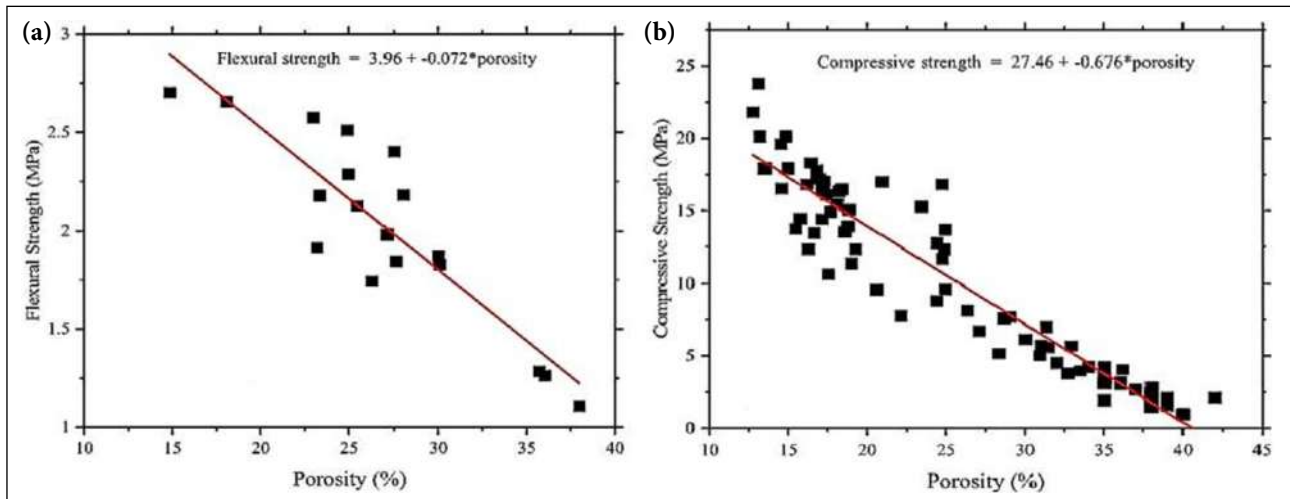 (a)
Flexural strength = 3.96 + -0.072*porosity
3
2.5
2
1.5
1
Flexural Strength (MPa)
10 15 20 25 30 35 40
Porosity (%)
(b)
Compressive strength = 27.46 + -0.676*porosity
25
20
15
10
5
0
Compressive Strength (MPa)
10 15 20 25 30 35 40 45
Porosity (%)